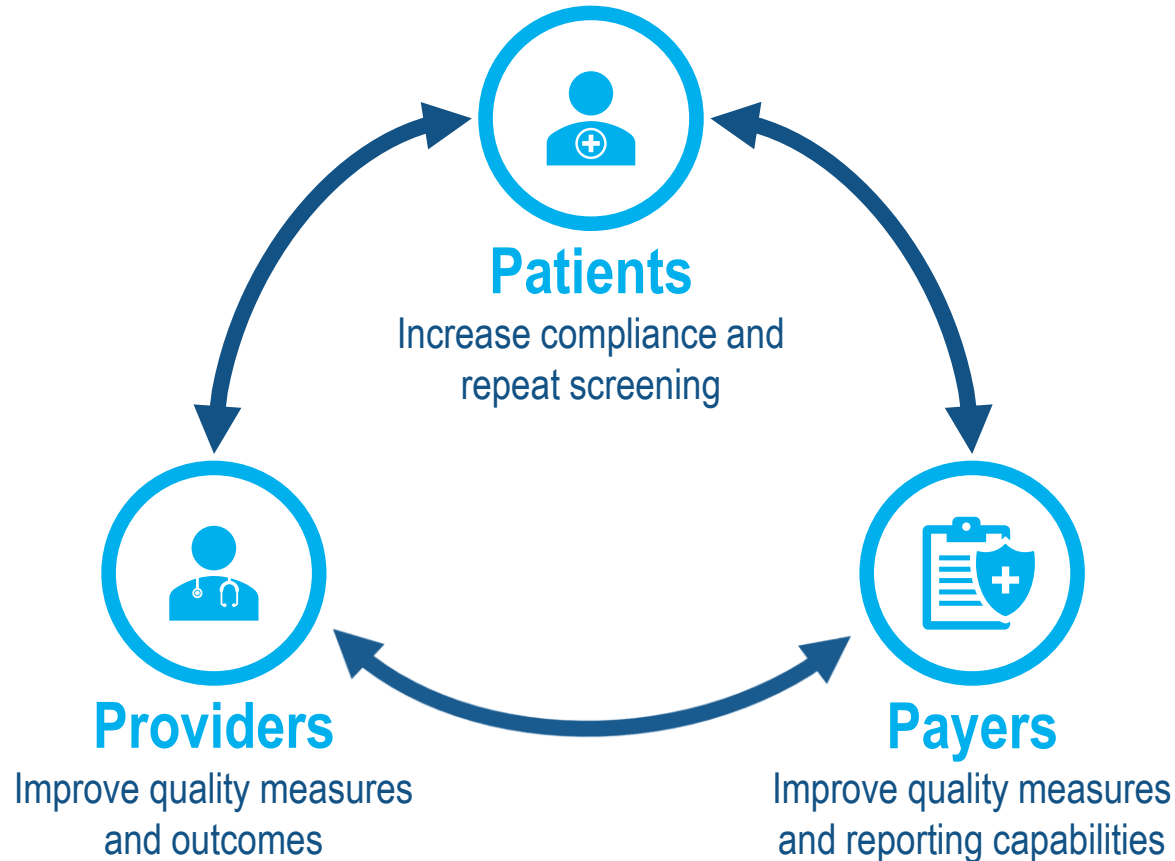 Patients
Increase compliance and
repeat screening
Providers
Improve quality measures
and outcomes
Payers
Improve quality measures
and reporting capabilities